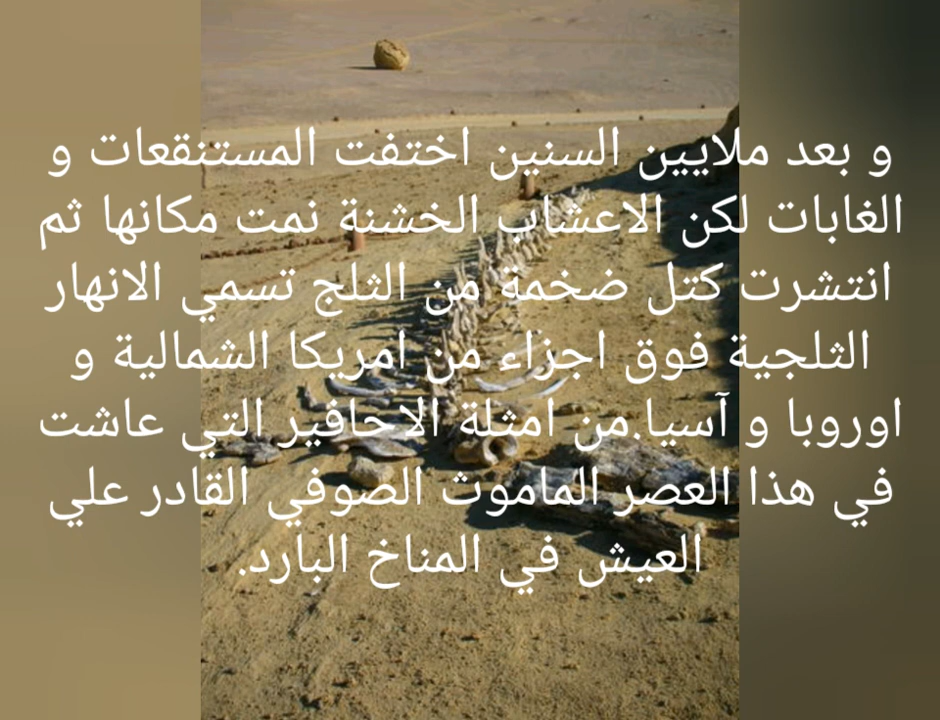 و بعد ملايين السنين اختفت المستنقعات و
الغابات لكن الاعشاب الخشنة نمت مكانها ثم
انتشرت كتل ضخمة من الثلج تسمي الانهار
الثلجية فوق اجزاء من امريكا الشمالية و
اوروبا و آسيا.من امثلة الاحافير التي عاشت
في هذا العصر الماموث الصوفي القادر علي
العيش في المناخ البارد.